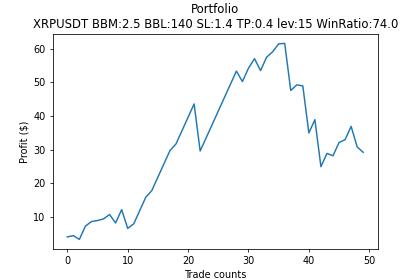 Portfolio
XRPUSDT BBM:2.5 BBL:140 SL:1.4 TP:0.4 lev:15 WinRatio:74.0
Profit ($)
60
50
40
30
20
10
0 10 20 30 40 50
Trade counts